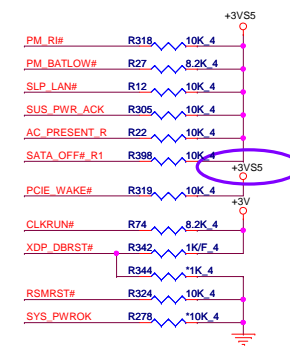 +3VS5
PM_RI# R318 10K_4
PM_BATLOW# R27 8.2K_4
SLP_LAN# R12 10K_4
SUS_PWR_ACK R305 10K_4
AC_PRESENT_R R22 10K_4
SATA_OFF#_R1 R398 10K_4
+3VS5
PCIE_WAKE# R319 10K_4
+3V
CLKRUN# R74 8.2K_4
XDP_DBRST# R342 1K/F_4
R344 *1K_4
RSMRST# R324 10K_4
SYS_PWROK R278 *10K_4